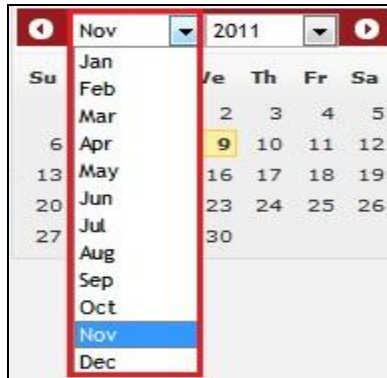 Nov 2011
Su Jan /e Th Fr Sa
Feb
Mar 2 3 4 5
6 Apr 9 10 11 12
13 May 16 17 18 19
20 Jun 23 24 25 26
27 Jul 30
Aug
Sep
Oct
Nov
Dec